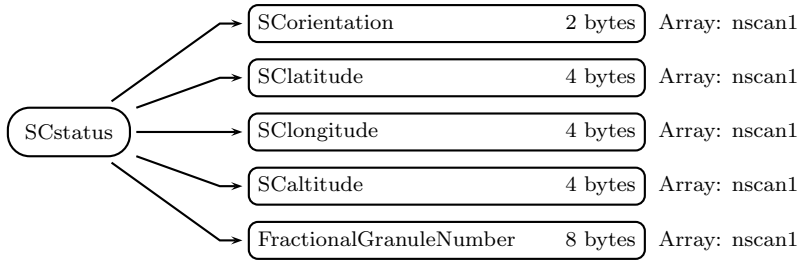 SCorientation 2 bytes Array: nscan1
SClatitude 4 bytes Array: nscan1
SCstatus
SClongitude 4 bytes Array: nscan1
SCaltitude 4 bytes Array: nscan1
FractionalGranuleNumber 8 bytes Array: nscan1